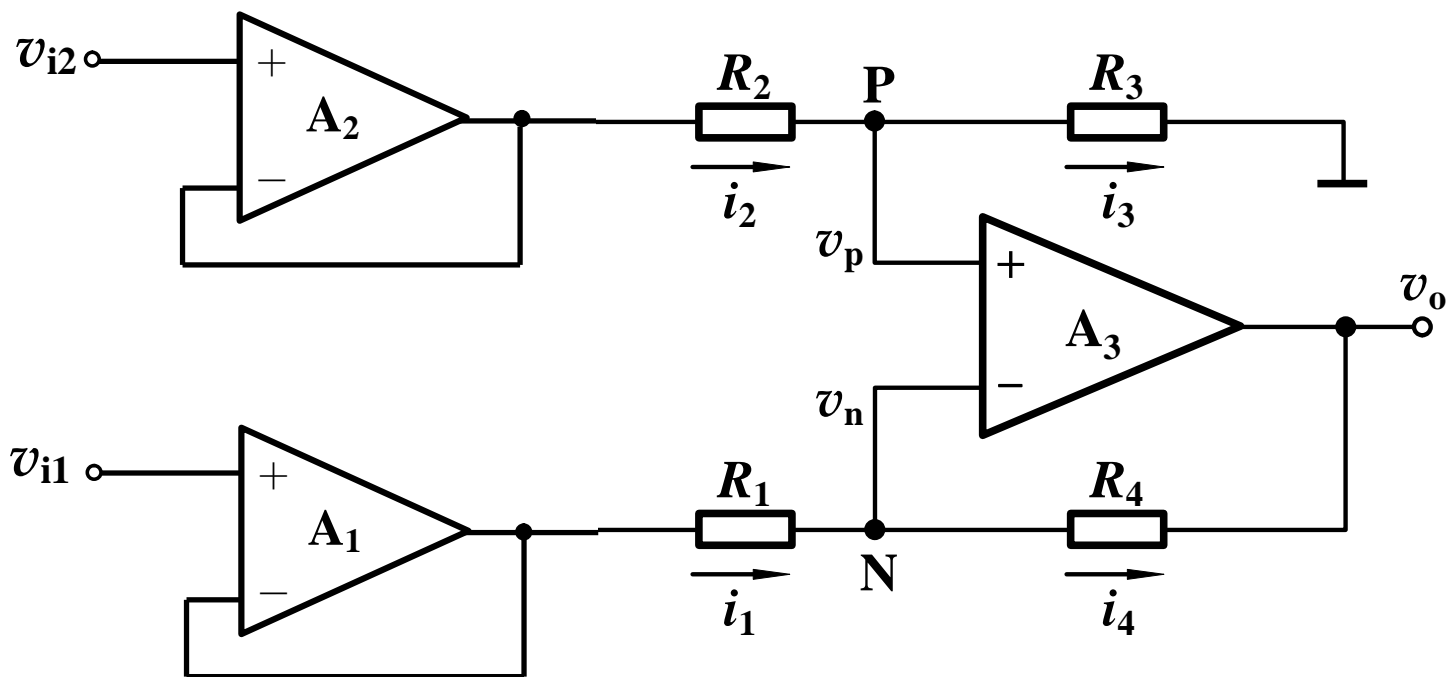 vi2
+
A2
−
R2
i2
P
R3
i3
vp
+
A3
−
vo
vn
vi1
+
A1
−
R1
i1
N
R4
i4